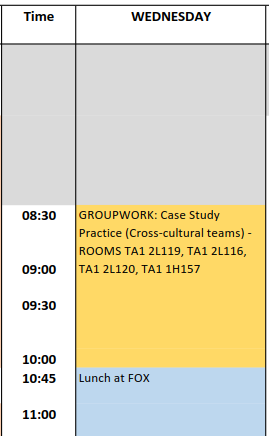 Time WEDNESDAY
08:30 GROUPWORK: Case Study
Practice (Cross-cultural teams) -
ROOMS TA1 2L119, TA1 2L116,
09:00 TA1 2L120, TA1 1H157
09:30
10:00
10:45 Lunch at FOX
11:00